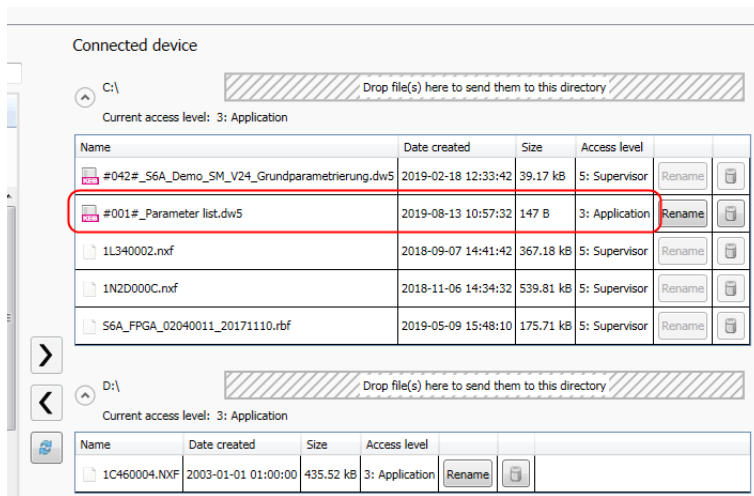 Connected device
C:\
Drop file(s) here to send them to this directory
Current access level: 3: Application
Name Date created Size Access level
#042#_S6A_Demo_SM_V24_Grundparametrierung.dw5 2019-02-18 12:33:42 39.17 kB 5: Supervisor Rename
#001#_Parameter list.dw5 2019-08-13 10:57:32 147 B 3: Application Rename
1L340002.nxf 2018-09-07 14:41:42 367.18 kB 5: Supervisor Rename
1N2D000C.nxf 2018-11-06 14:34:32 539.81 kB 5: Supervisor Rename
S6A_FPGA_02040011_20171110.rbf 2019-05-09 15:48:10 175.71 kB 5: Supervisor Rename
D:\
Drop file(s) here to send them to this directory
Current access level: 3: Application
Name Date created Size Access level
1C460004.NXF 2003-01-01 01:00:00 435.52 kB 3: Application Rename